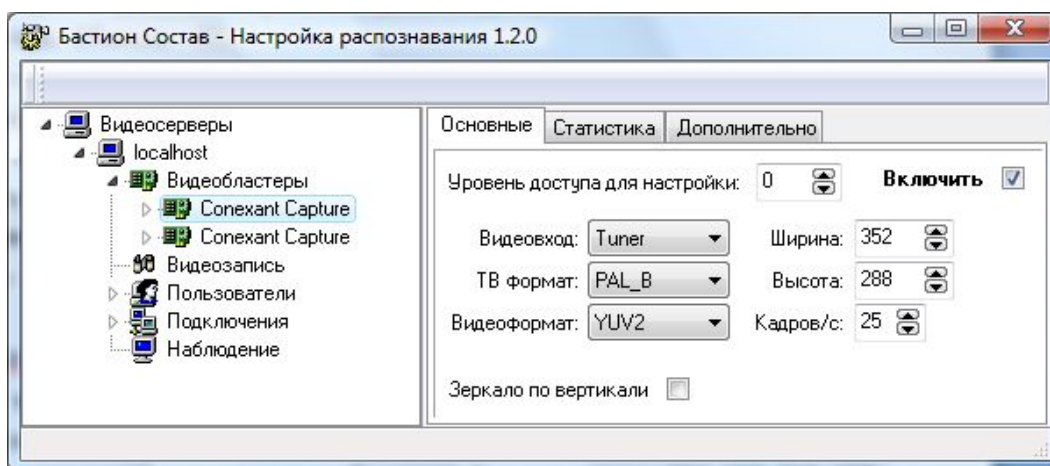 Бастион Состав - Настройка распознавания 1.2.0
Видеосерверы
localhost
Видеобластеры
Conexant Capture
Conexant Capture
Видеозапись
Пользователи
Подключения
Наблюдение
Основные Статистика Дополнительно
Уровень доступа для настройки: 0 Включить
Видеовход: Tuner Ширина: 352
ТВ формат: PAL_B Высота: 288
Видеоформат: YUV2 Кадров/с: 25
Зеркало по вертикали